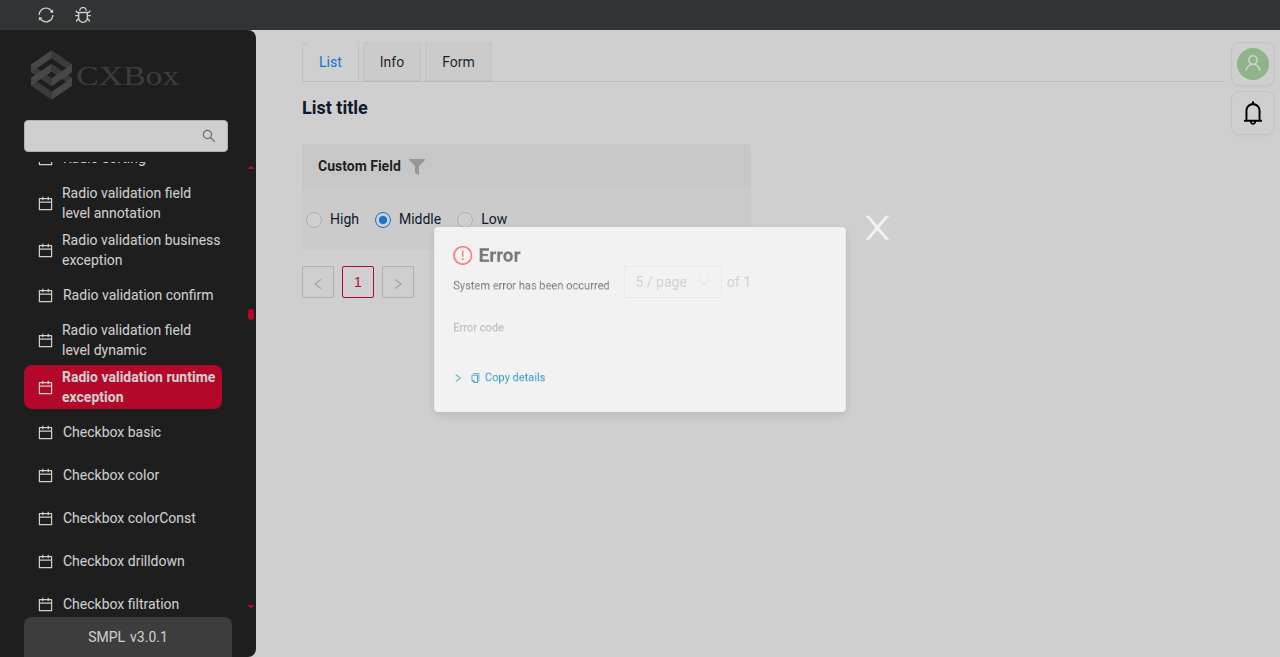 CXBox
Radio sorting
Radio validation field
level annotation
Radio validation business
exception
Radio validation confirm
Radio validation field
level dynamic
Radio validation runtime
exception
Checkbox basic
Checkbox color
Checkbox colorConst
Checkbox drilldown
Checkbox filtration
SMPL v3.0.1
List Info Form
List title
Custom Field
High Middle Low
1
5 / page of 1
Error
System error has been occurred
Error code
Copy details